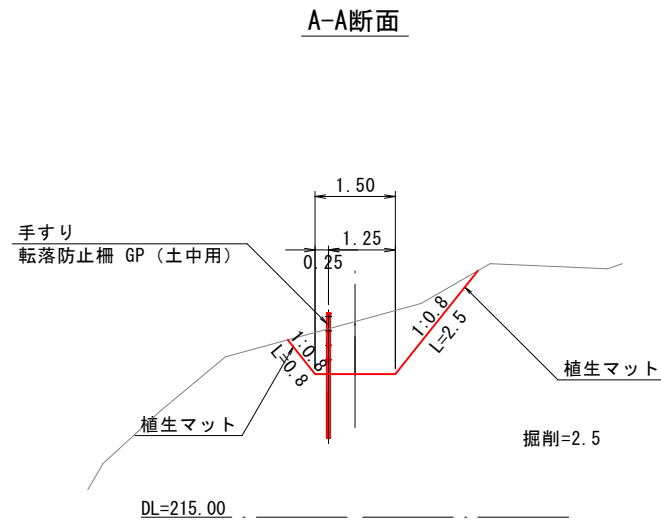 A-A断面
1.50
手すり
転落防止柵 GP（土中用）
1.25
0.25
1:0.8
L=2.5
1:0.8
L=0.8
植生マット
植生マット
掘削=2.5
DL=215.00